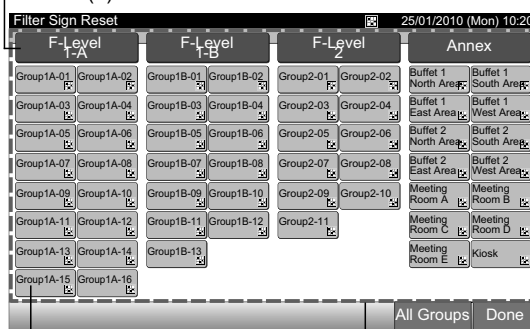 Filter Sign Reset 25/01/2010 (Mon) 10:20
F-Level 1-A F-Level 1-B F-Level 2 Annex
Group1A-01 Group1A-02 Group1B-01 Group1B-02 Group2-01 Group2-02 Buffet 1 North Area Buffet 1 South Area
Group1A-03 Group1A-04 Group1B-03 Group1B-04 Group2-03 Group2-04 Buffet 1 East Area Buffet 1 West Area
Group1A-05 Group1A-06 Group1B-05 Group1B-06 Group2-05 Group2-06 Buffet 2 North Area Buffet 2 South Area
Group1A-07 Group1A-08 Group1B-07 Group1B-08 Group2-07 Group2-08 Buffet 2 East Area Buffet 2 West Area
Group1A-09 Group1A-10 Group1B-09 Group1B-10 Group2-09 Group2-10 Meeting Room A Meeting Room B
Group1A-11 Group1A-12 Group1B-11 Group1B-12 Group2-11 Meeting Room C Meeting Room D
Group1A-13 Group1A-14 Group1B-13 Meeting Room E Kiosk
Group1A-15 Group1A-16
All Groups Done